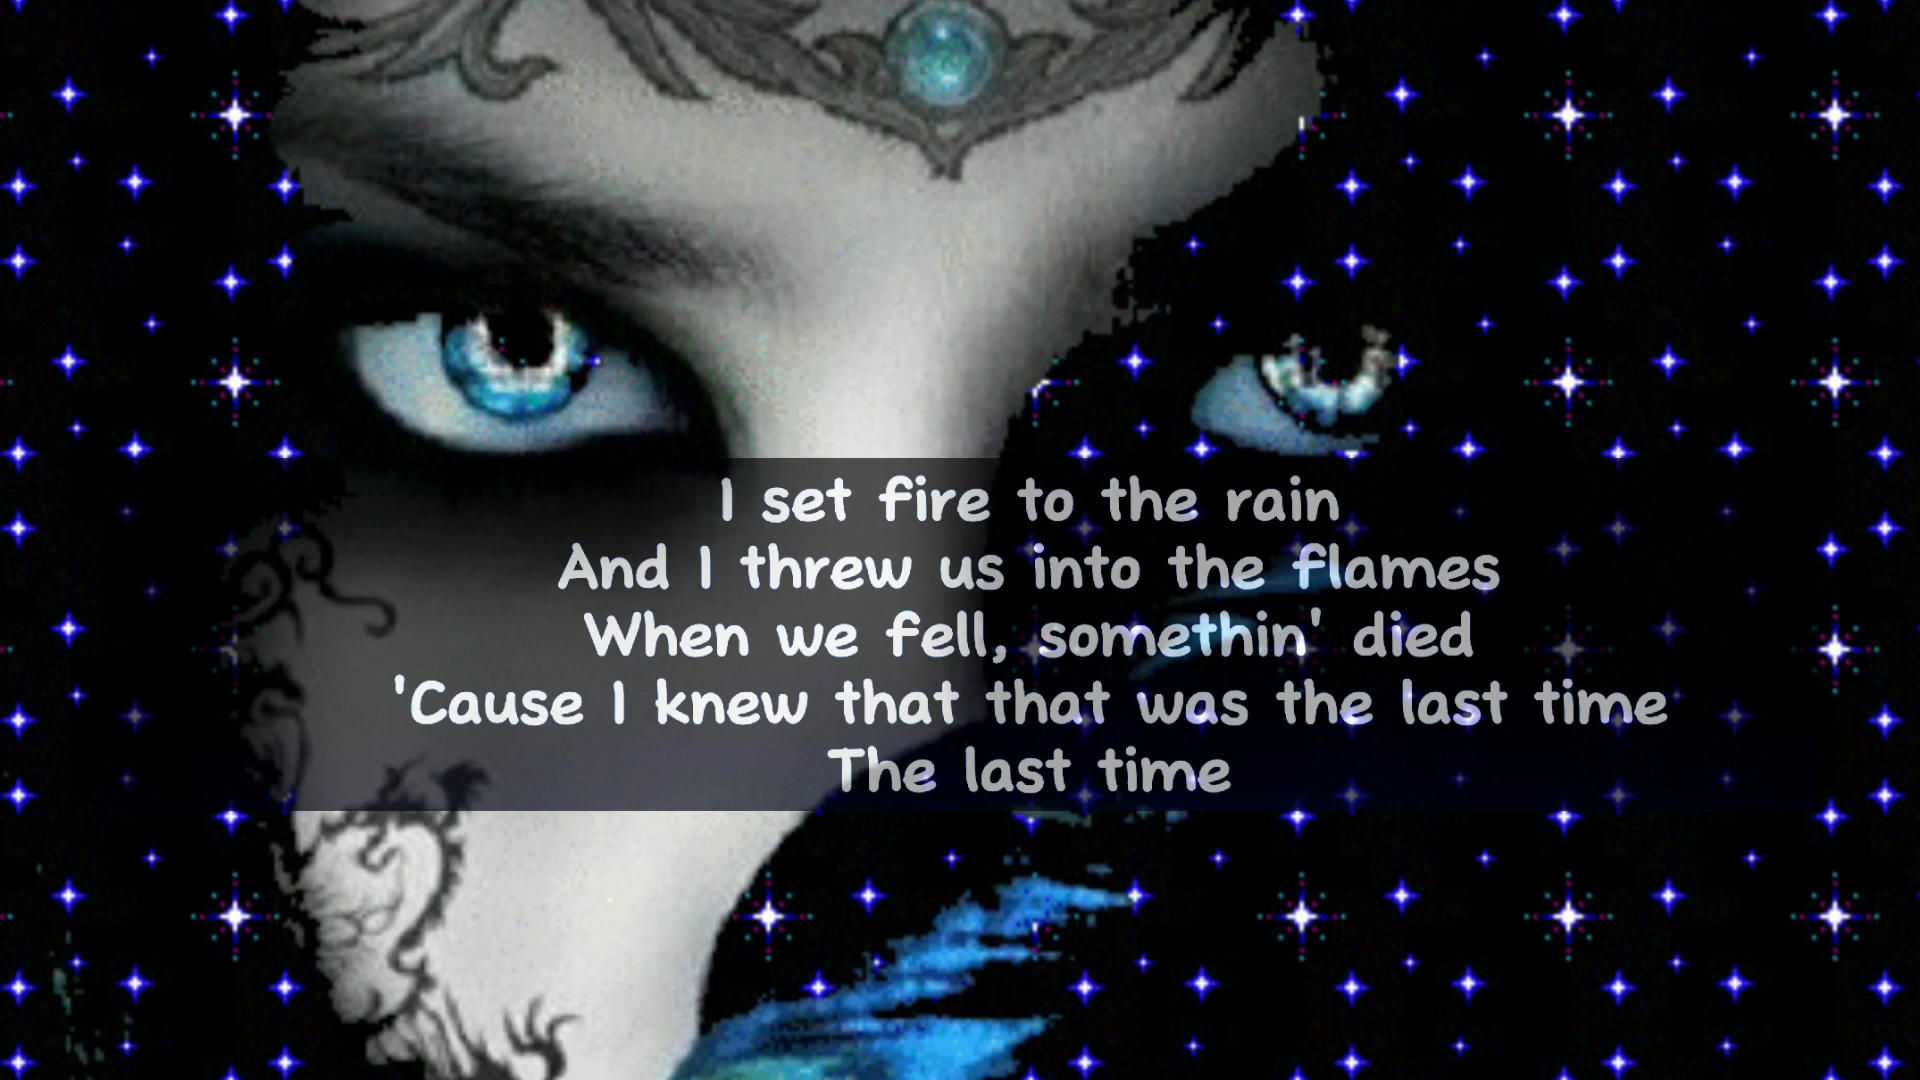 I set fire to the rain
And I threw us into the flames
When we fell, somethin' died
'Cause I knew that that was the last time
The last time